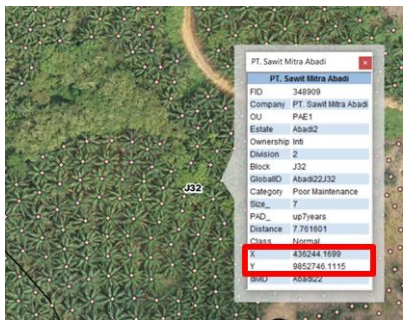 PT. Sawit Mitra Abadi
PT. Sawit Mitra Abadi
FID 348909
Company PT. Sawit Mitra Abadi
OU PAE1
Estate Abadi2
Ownership Inti
Division 2
Block J32
GlobalID Abadi22J32
Category Poor Maintenance
Size_ 7
PAD_ up7years
Distance 7.761601
Class Normal
X 436244.1699
Y 9852746.1115
Abadi22
J32